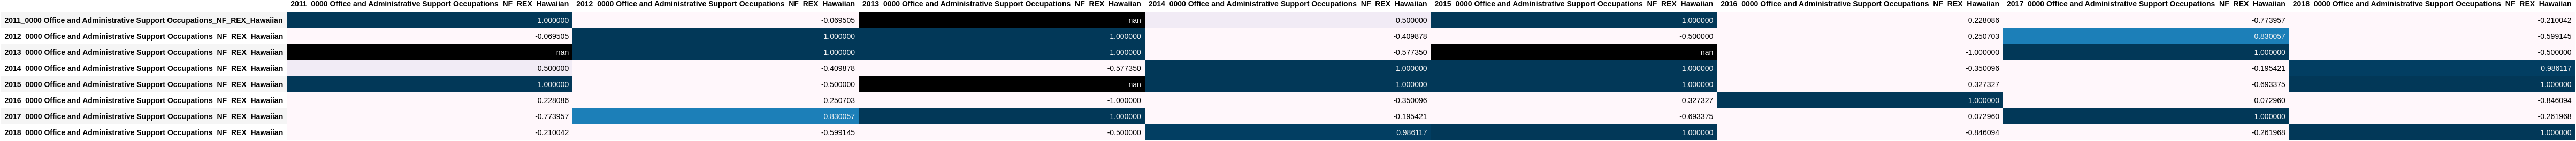 2011_0000 Office and Administrative Support Occupations_NF_REX_Hawaiian 2012_0000 Office and Administrative Support Occupations_NF_REX_Hawaiian 2013_0000 Office and Administrative Support Occupations_NF_REX_Hawaiian 2014_0000 Office and Administrative Support Occupations_NF_REX_Hawaiian 2015_0000 Office and Administrative Support Occupations_NF_REX_Hawaiian 2016_0000 Office and Administrative Support Occupations_NF_REX_Hawaiian 2017_0000 Office and Administrative Support Occupations_NF_REX_Hawaiian 2018_0000 Office and Administrative Support Occupations_NF_REX_Hawaiian
2011_0000 Office and Administrative Support Occupations_NF_REX_Hawaiian 1.000000 -0.069505 nan 0.500000 1.000000 0.228086 -0.773957 -0.210042
2012_0000 Office and Administrative Support Occupations_NF_REX_Hawaiian -0.069505 1.000000 1.000000 -0.409878 -0.500000 0.250703 0.830057 -0.599145
2013_0000 Office and Administrative Support Occupations_NF_REX_Hawaiian nan 1.000000 1.000000 -0.577350 nan -1.000000 1.000000 -0.500000
2014_0000 Office and Administrative Support Occupations_NF_REX_Hawaiian 0.500000 -0.409878 -0.577350 1.000000 1.000000 -0.350096 -0.195421 0.986117
2015_0000 Office and Administrative Support Occupations_NF_REX_Hawaiian 1.000000 -0.500000 nan 1.000000 1.000000 0.327327 -0.693375 1.000000
2016_0000 Office and Administrative Support Occupations_NF_REX_Hawaiian 0.228086 0.250703 -1.000000 -0.350096 0.327327 1.000000 0.072960 -0.846094
2017_0000 Office and Administrative Support Occupations_NF_REX_Hawaiian -0.773957 0.830057 1.000000 -0.195421 -0.693375 0.072960 1.000000 -0.261968
2018_0000 Office and Administrative Support Occupations_NF_REX_Hawaiian -0.210042 -0.599145 -0.500000 0.986117 1.000000 -0.846094 -0.261968 1.000000